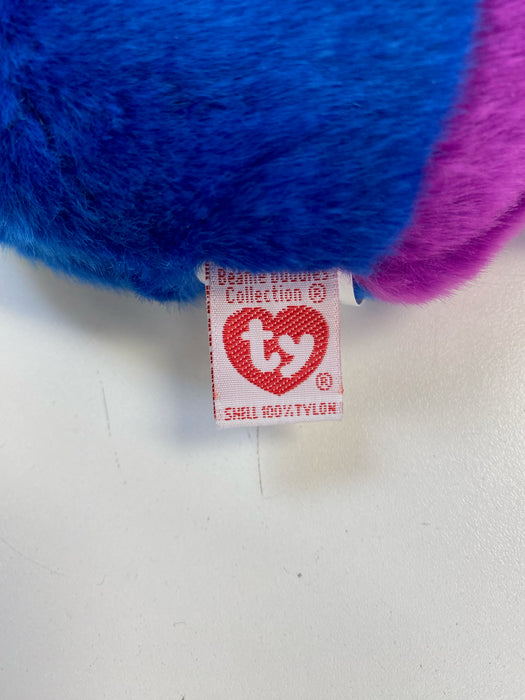 Beanie Buddies
Collection ®
ty
®
SHELL 100% TYLON